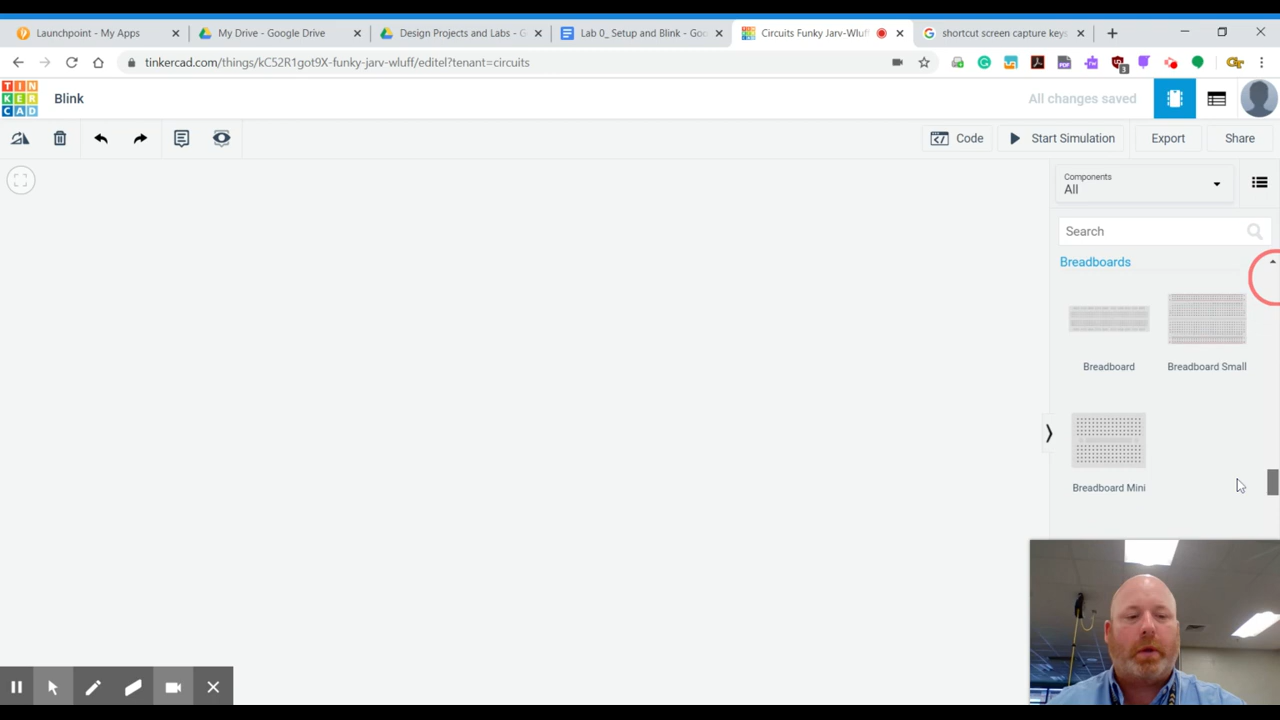 Launchpoint - My Apps
My Drive - Google Drive
Design Projects and Labs - G
Lab 0_ Setup and Blink - Goo
Circuits Funky Jarv-Wluff
shortcut screen capture keys
tinkercad.com/things/kC52R1got9X-funky-jarv-wluff/editel?tenant=circuits
3
TIN
KER
CAD
Blink
All changes saved
Code
Start Simulation
Export
Share
Components
All
Search
Breadboards
Breadboard
Breadboard Small
Breadboard Mini